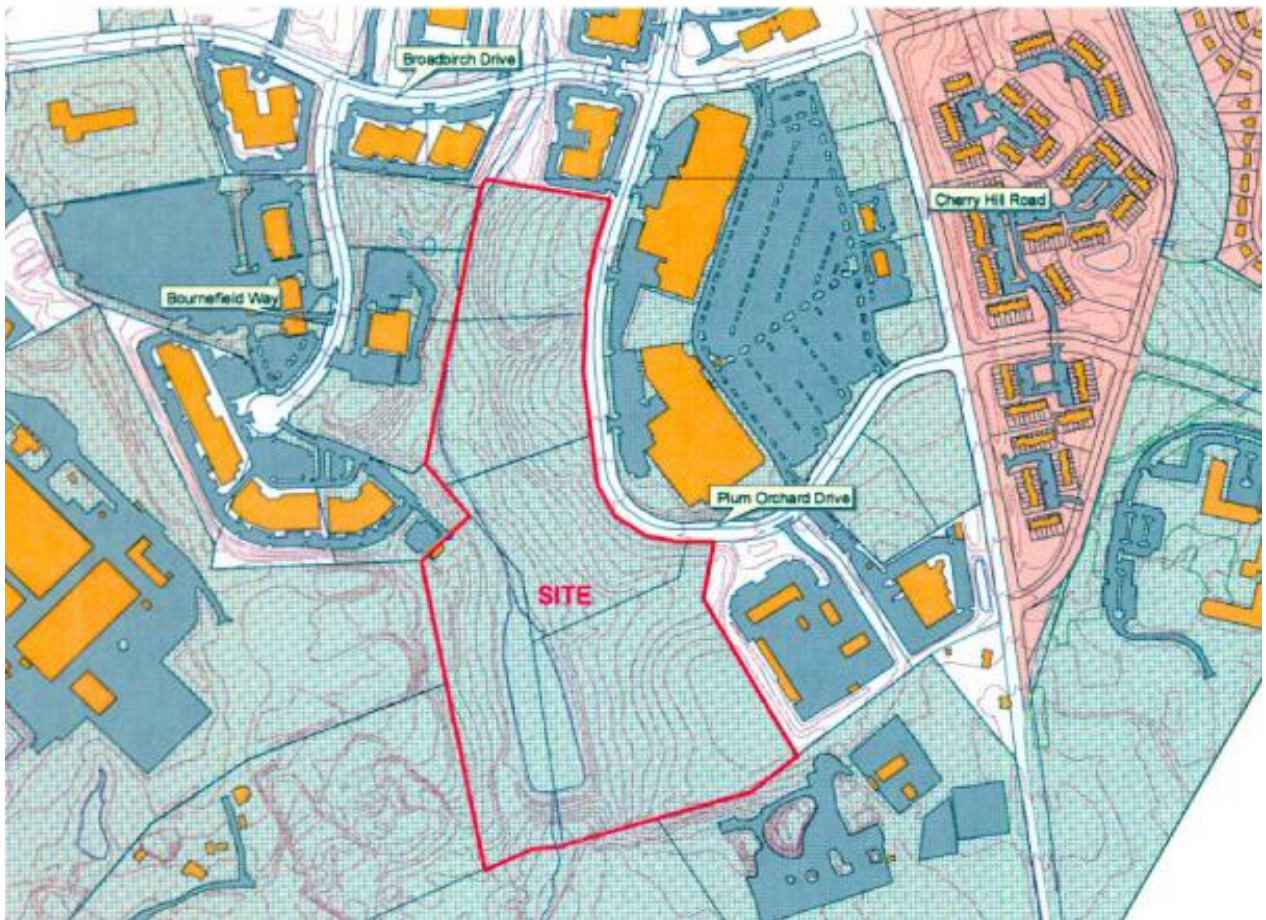 Broadbirch Drive
Cherry Hill Road
Bournefield Way
Plum Orchard Drive
SITE